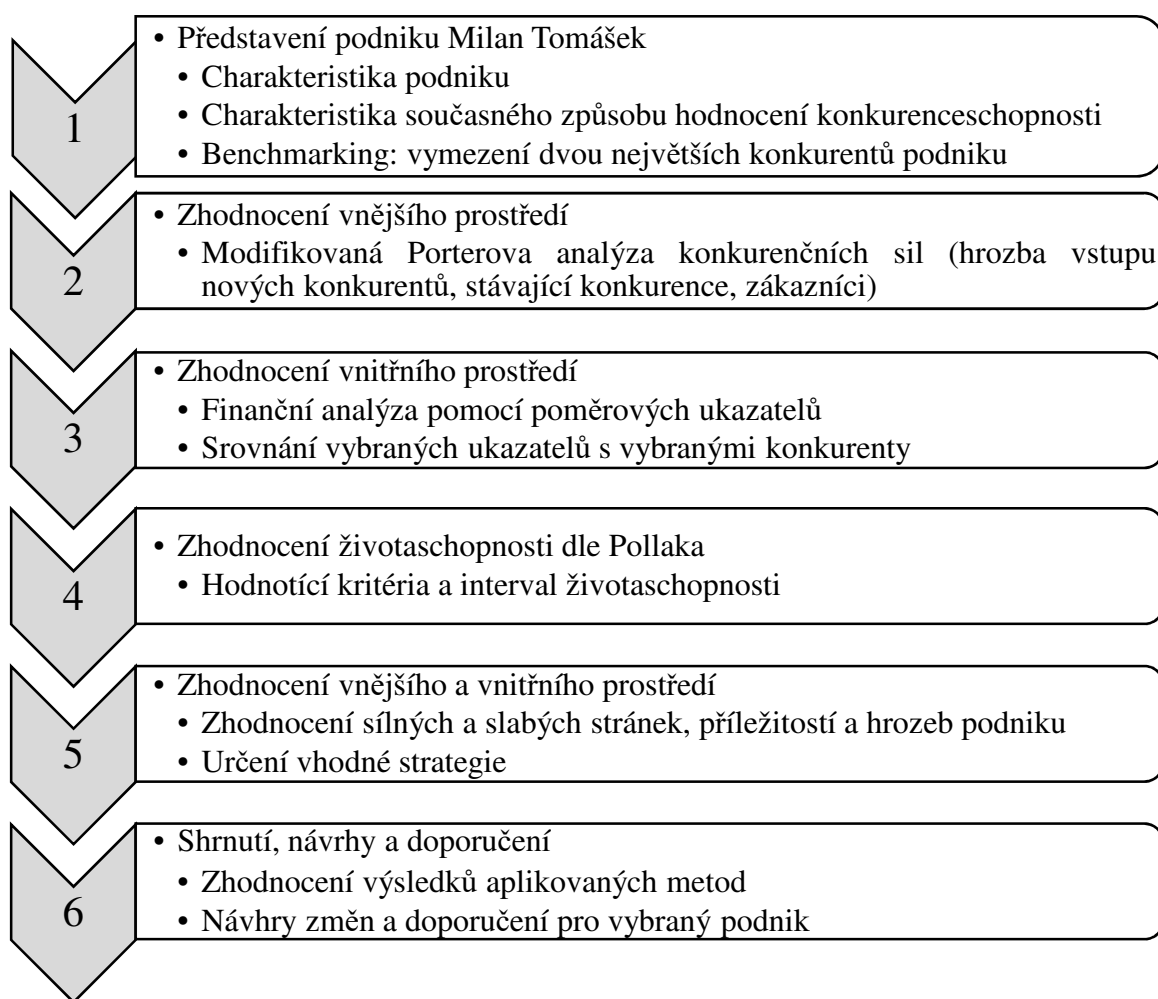 1
• Představení podniku Milan Tomášek
• Charakteristika podniku
• Charakteristika současného způsobu hodnocení konkurenceschopnosti
• Benchmarking: vymezení dvou největších konkurentů podniku
2
• Zhodnocení vnějšího prostředí
• Modifikovaná Porterova analýza konkurenčních sil (hrozba vstupu
nových konkurentů, stávající konkurence, zákazníci)
3
• Zhodnocení vnitřního prostředí
• Finanční analýza pomocí poměrových ukazatelů
• Srovnání vybraných ukazatelů s vybranými konkurenty
4
• Zhodnocení životaschopnosti dle Pollaka
• Hodnotící kritéria a interval životaschopnosti
5
• Zhodnocení vnějšího a vnitřního prostředí
• Zhodnocení sílných a slabých stránek, příležitostí a hrozeb podniku
• Určení vhodné strategie
6
• Shrnutí, návrhy a doporučení
• Zhodnocení výsledků aplikovaných metod
• Návhry změn a doporučení pro vybraný podnik